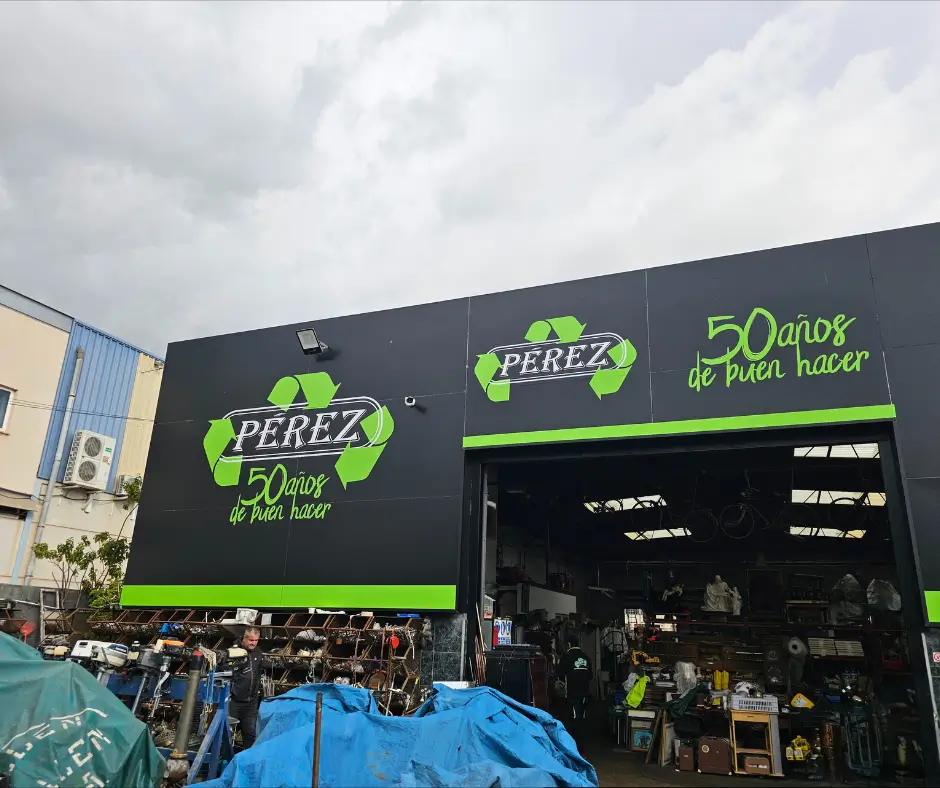 PÉREZ
50 años
de buen hacer
PÉREZ
50 años
de buen hacer